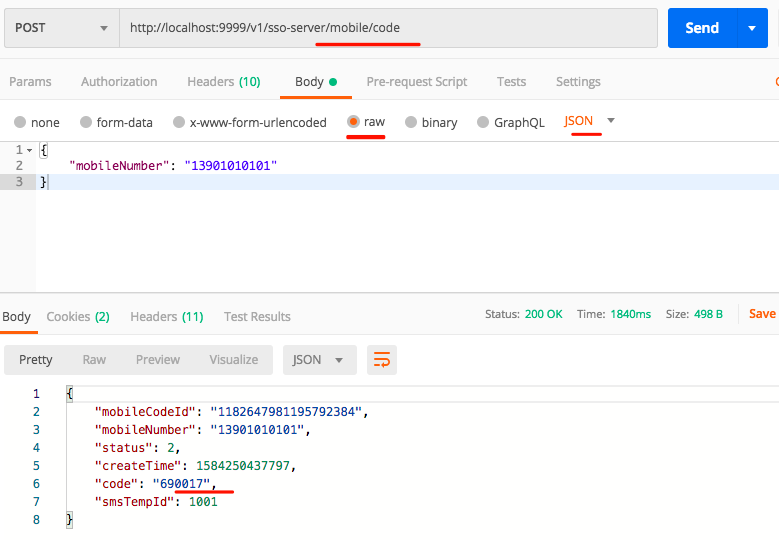 POST http://localhost:9999/v1/sso-server/mobile/code Send
Params Authorization Headers (10) Body Pre-request Script Tests Settings
none form-data x-www-form-urlencoded raw binary GraphQL JSON
1 {
2 "mobileNumber": "13901010101"
3 }
Body Cookies (2) Headers (11) Test Results Status: 200 OK Time: 1840ms Size: 498 B Save
Pretty Raw Preview Visualize JSON
1 {
2 "mobileCodeId": "1182647981195792384",
3 "mobileNumber": "13901010101",
4 "status": 2,
5 "createTime": 1584250437797,
6 "code": "690017",
7 "smsTempId": 1001
8 }